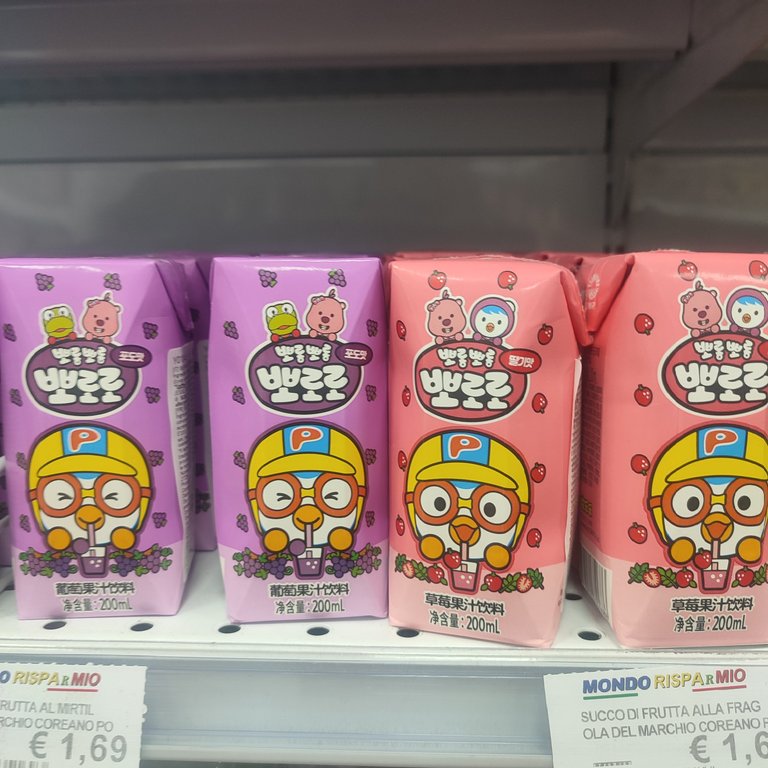 뽀롱뽀롱
포도맛
뽀로로
P
葡萄果汁饮料
净含量:200mL
뽀롱뽀롱
포도맛
뽀로로
P
葡萄果汁饮料
净含量:200mL
뽀롱뽀롱
딸기맛
뽀로로
P
草莓果汁饮料
净含量:200mL
뽀롱뽀롱
뽀로로
P
草莓果汁饮料
净含量:200mL
O RISPARMIO
FRUTTA AL MIRTIL
ARCHIO COREANO PO
€ 1,69
MONDO RISPARMIO
SUCCO DI FRUTTA ALLA FRAG
OLA DEL MARCHIO COREANO P
€ 1,6